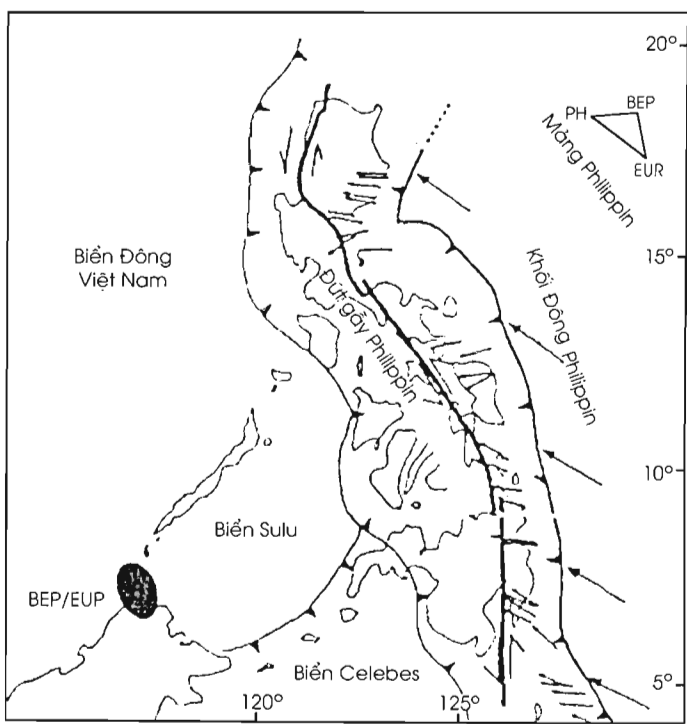 20°
PH
BEP
EUR
Mảng Philippin
Biển Đông
Việt Nam
15°
Khối Đông Philippin
Đứt gãy Philippin
10°
Biển Sulu
BEP/EUP
Biển Celebes
5°
120°
125°